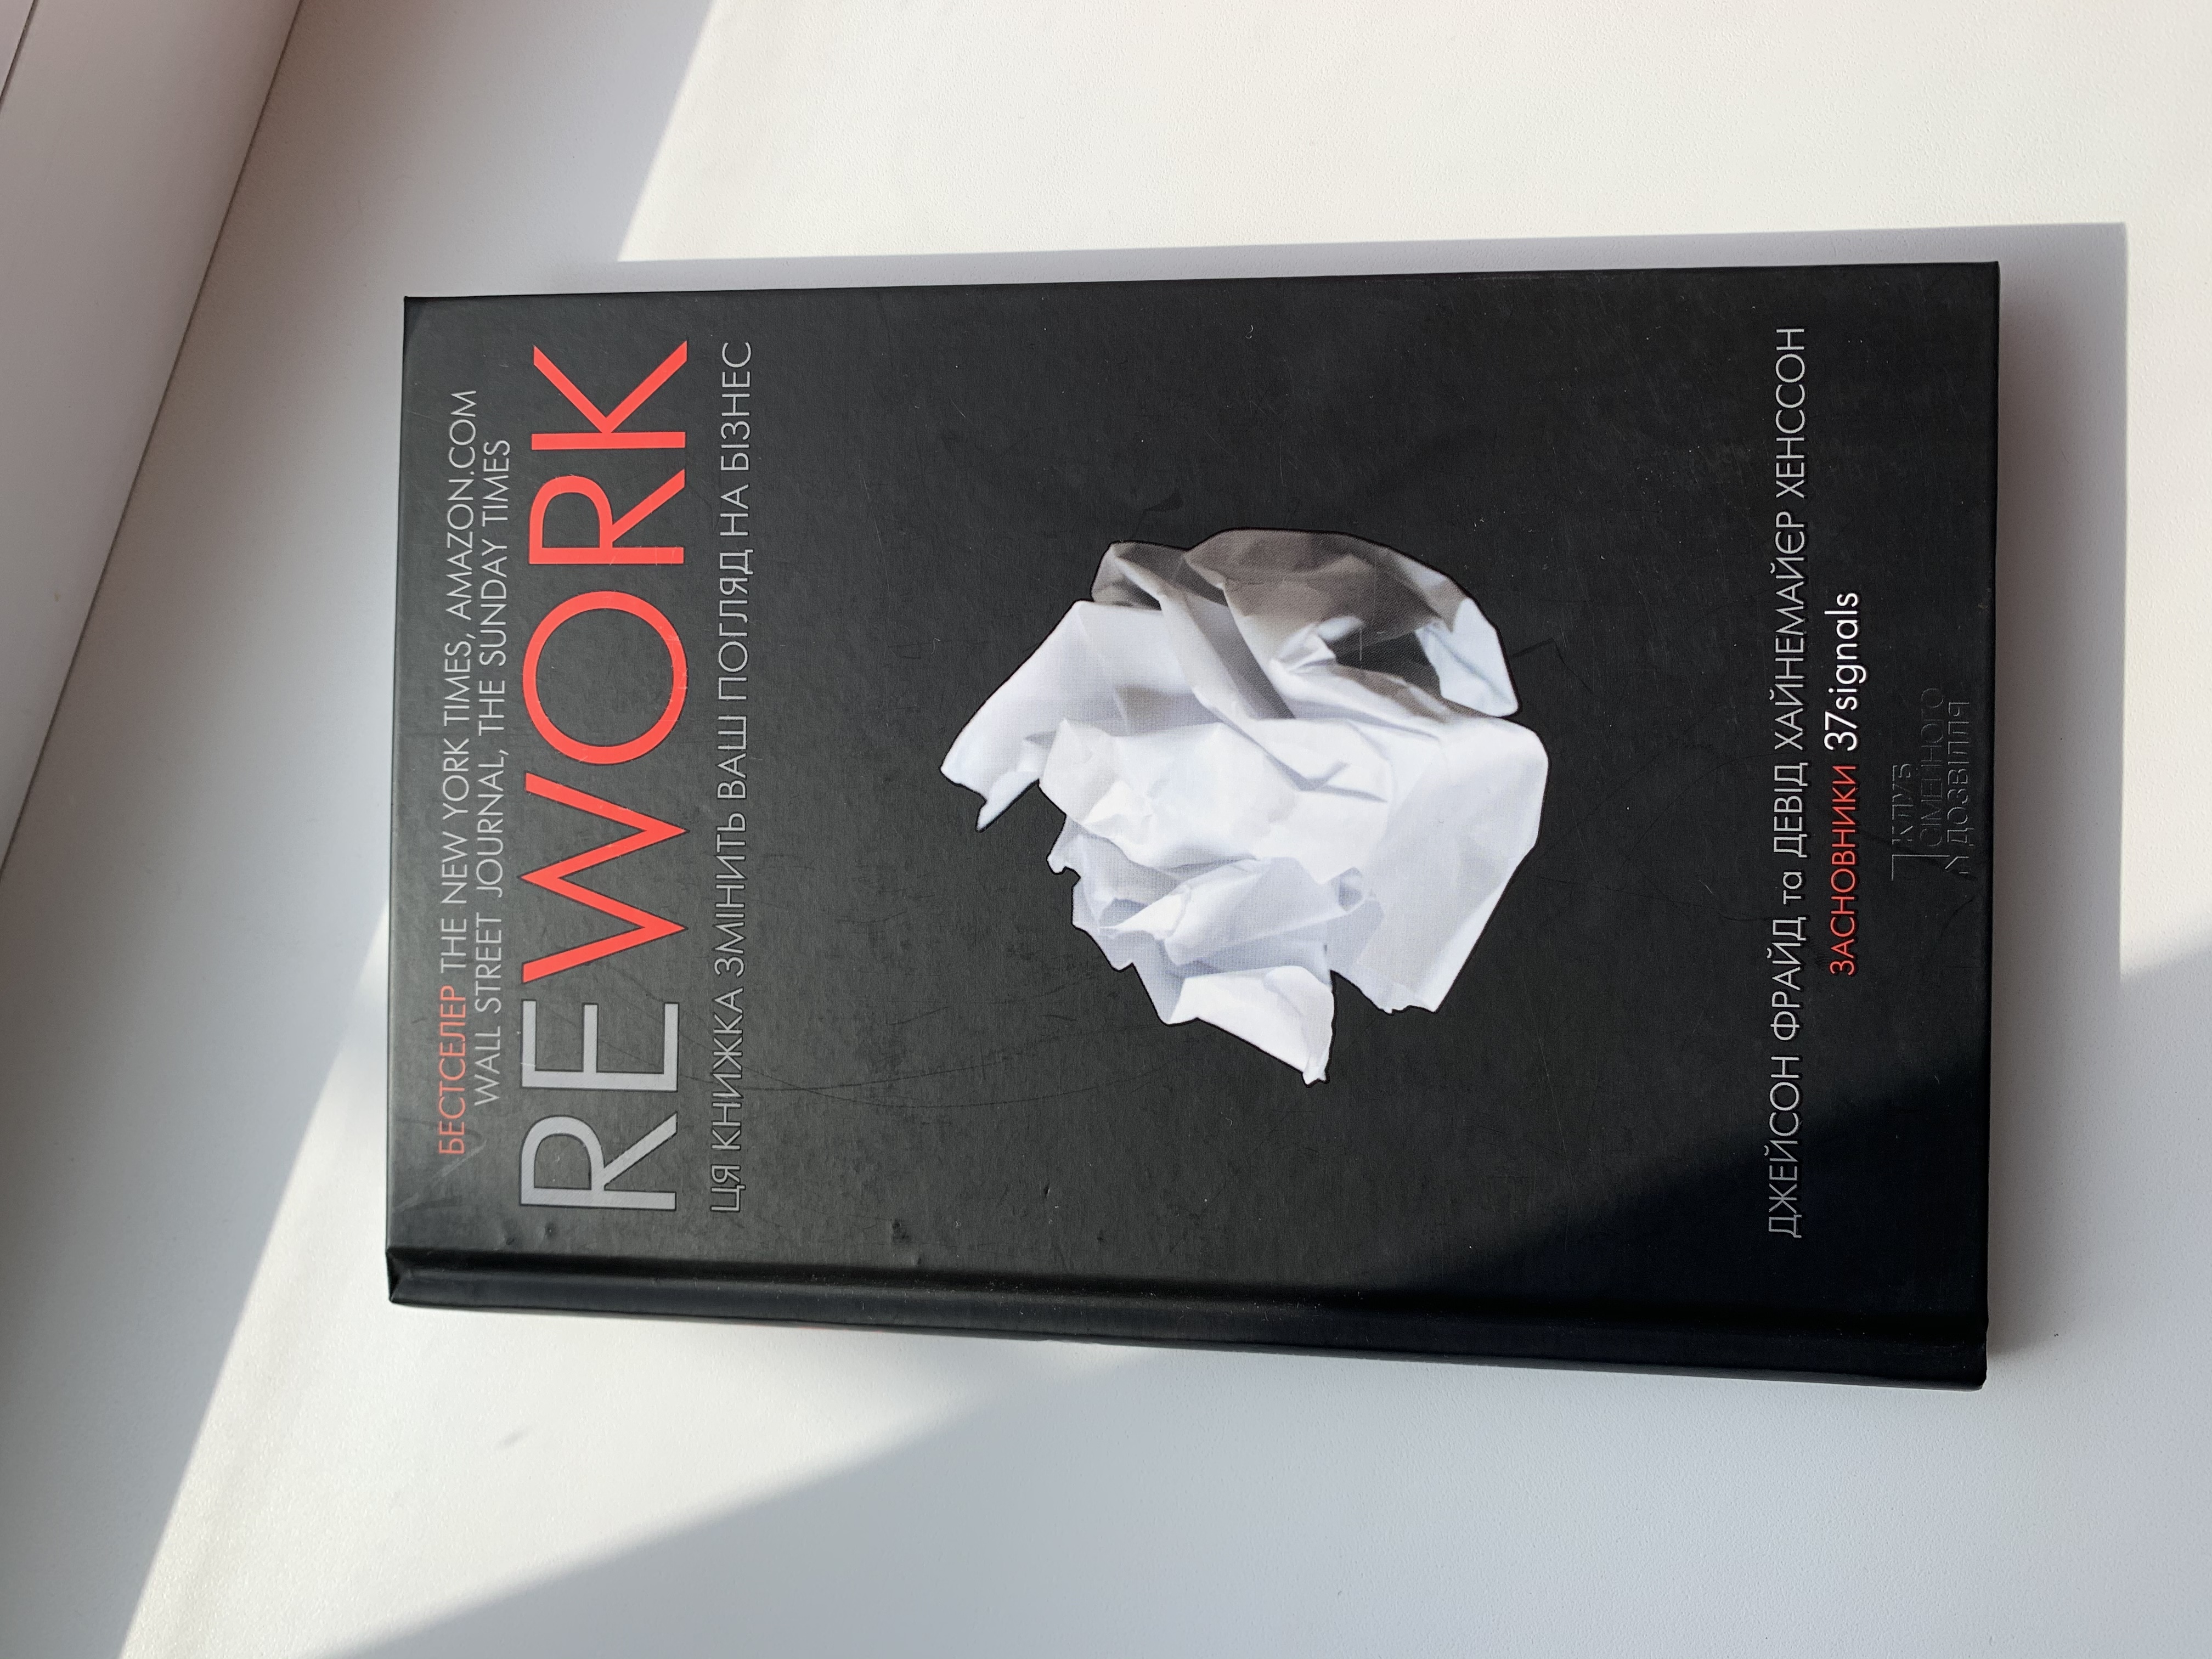 БЕСТСЕЛЕР THE NEW YORK TIMES, AMAZON.COM
WALL STREET JOURNAL, THE SUNDAY TIMES
REWORK
ЦЯ КНИЖКА ЗМІНИТЬ ВАШ ПОГЛЯД НА БІЗНЕС
ДЖЕЙСОН ФРАЙД та ДЕВІД ХАЙНЕМАЙЄР ХЕНССОН
ЗАСНОВНИКИ 37signals
КЛУБ
СІМЕЙНОГО
ДОЗВІЛЛЯ